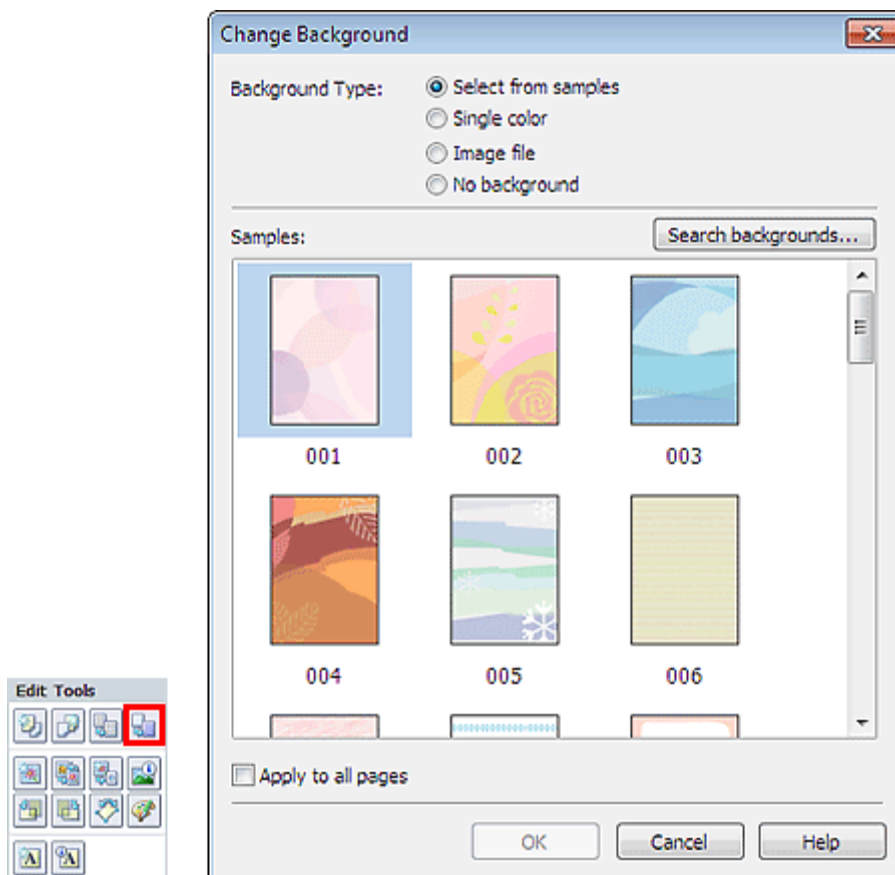 Change Background
Background Type:
Select from samples
Single color
Image file
No background
Samples:
Search backgrounds...
001 002 003
004 005 006
Apply to all pages
OK Cancel Help
Edit Tools
A A